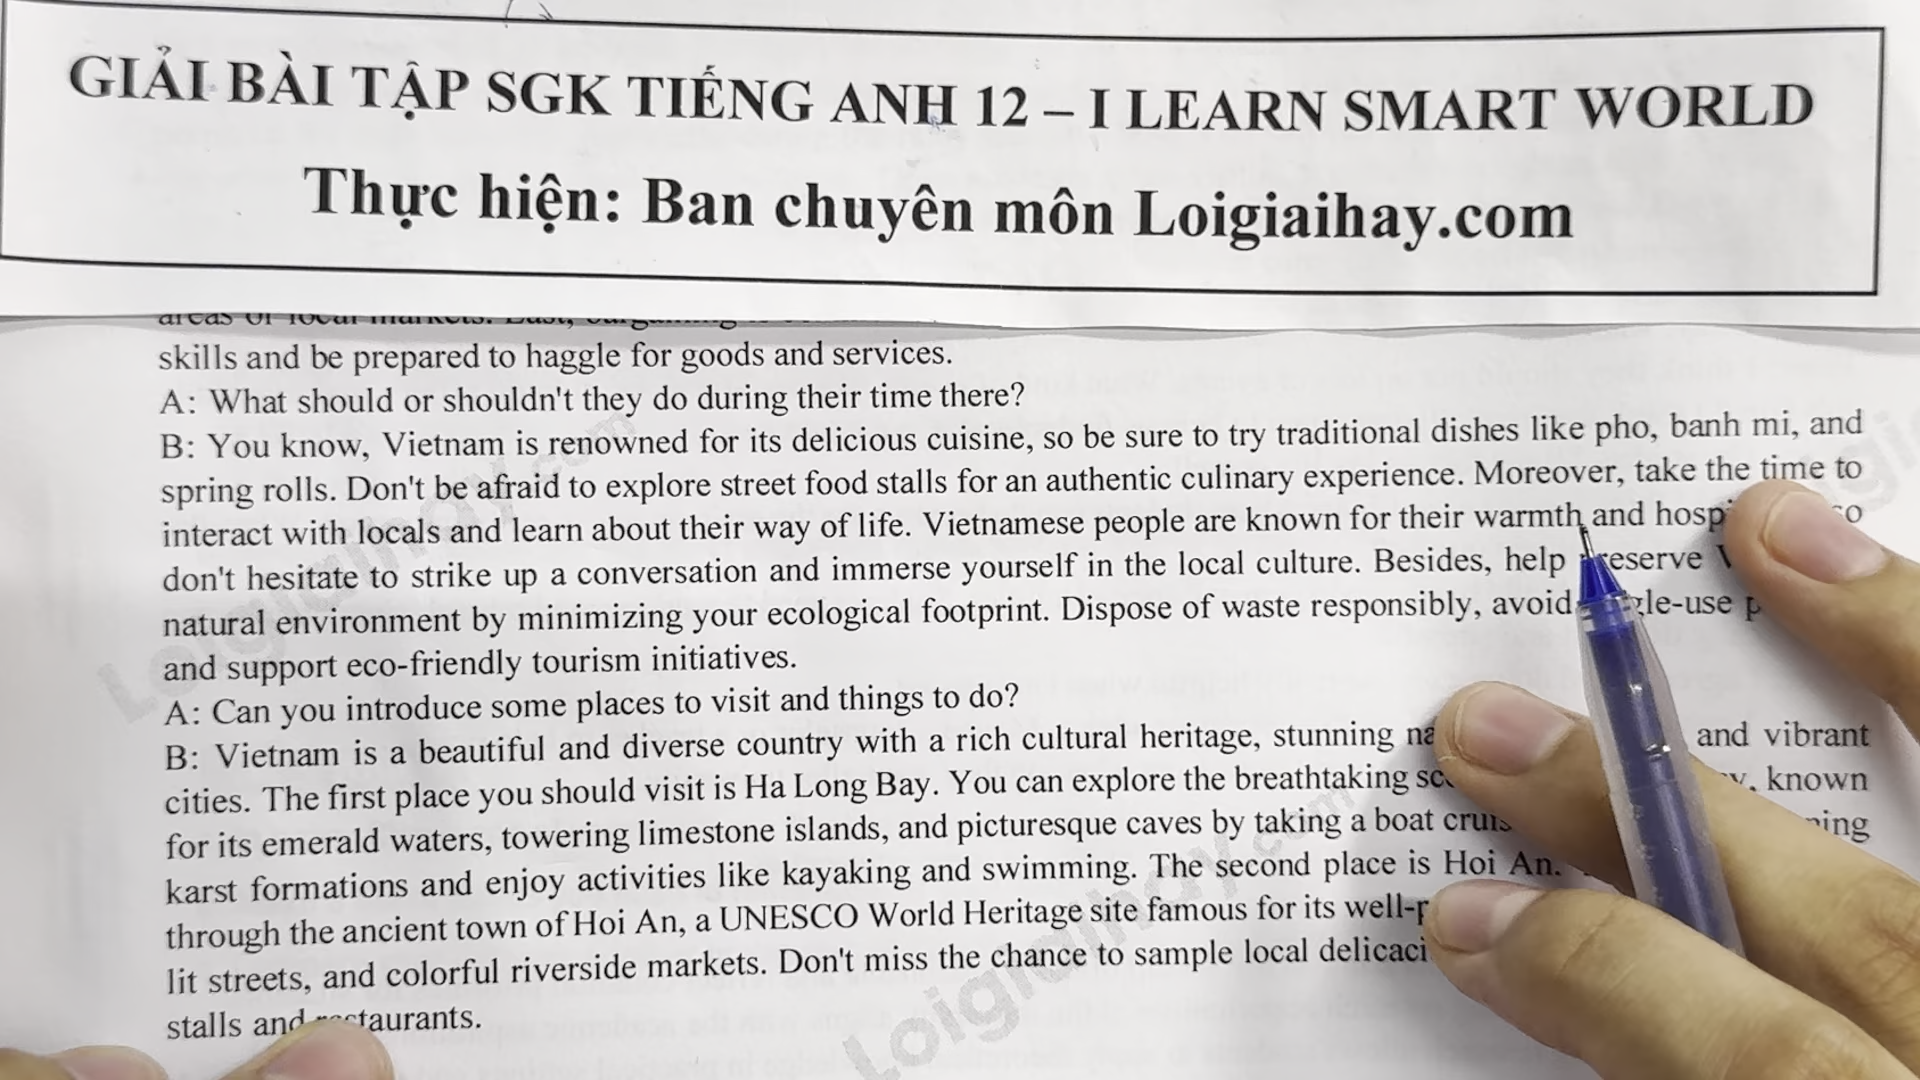 GIẢI BÀI TẬP SGK TIẾNG ANH 12 – I LEARN SMART WORLD
Thực hiện: Ban chuyên môn Loigiaihay.com
skills and be prepared to haggle for goods and services.
A: What should or shouldn't they do during their time there?
B: You know, Vietnam is renowned for its delicious cuisine, so be sure to try traditional dishes like pho, banh mi, and
spring rolls. Don't be afraid to explore street food stalls for an authentic culinary experience. Moreover, take the time to
interact with locals and learn about their way of life. Vietnamese people are known for their warmth and
don't hesitate to strike up a conversation and immerse yourself in the local culture. Besides, help
natural environment by minimizing your ecological footprint. Dispose of waste responsibly, avoid
and support eco-friendly tourism initiatives.
A: Can you introduce some places to visit and things to do?
B: Vietnam is a beautiful and diverse country with a rich cultural heritage, stunning and vibrant
cities. The first place you should visit is Ha Long Bay. You can explore the breathtaking known
for its emerald waters, towering limestone islands, and picturesque caves by taking a boat
karst formations and enjoy activities like kayaking and swimming. The second place is Hoi An.
through the ancient town of Hoi An, a UNESCO World Heritage site famous for its
lit streets, and colorful riverside markets. Don't miss the chance to sample local
stalls and restaurants.
Loigiaihay.com
Loigiaihay.com